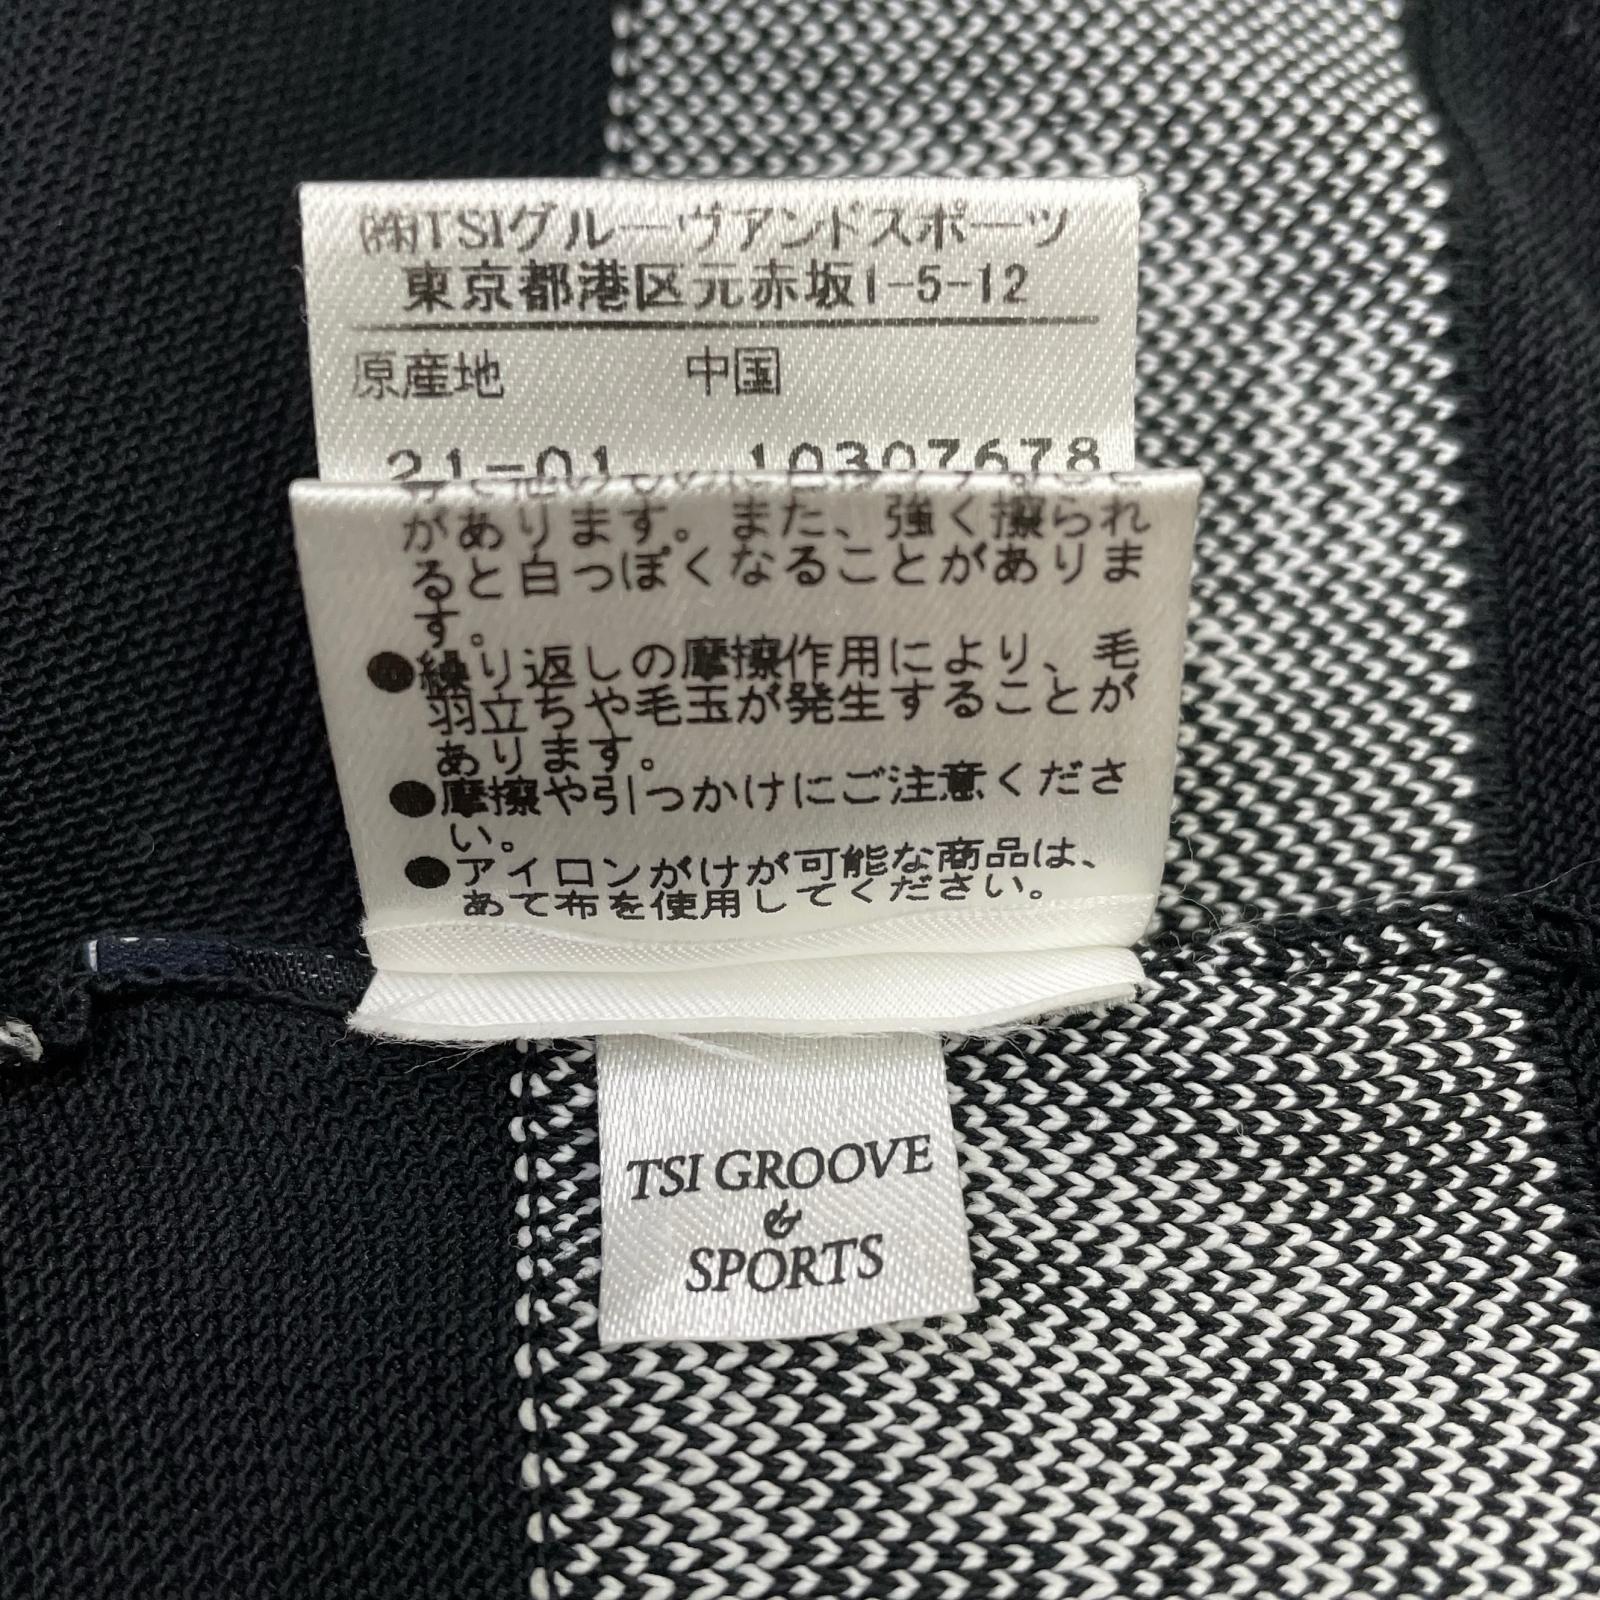 ㈱TSIグルーヴアンドスポーツ
東京都港区元赤坂1-5-12
原産地 中国
21-01 10307678
があります。また、強く擦られ
ると白っぽくなることがありま
す。
●繰り返しの摩擦作用により、毛
羽立ちや毛玉が発生することが
あります。
●摩擦や引っかけにご注意くださ
い。
●アイロンがけが可能な商品は、
あて布を使用してください。
TSI GROOVE
&
SPORTS